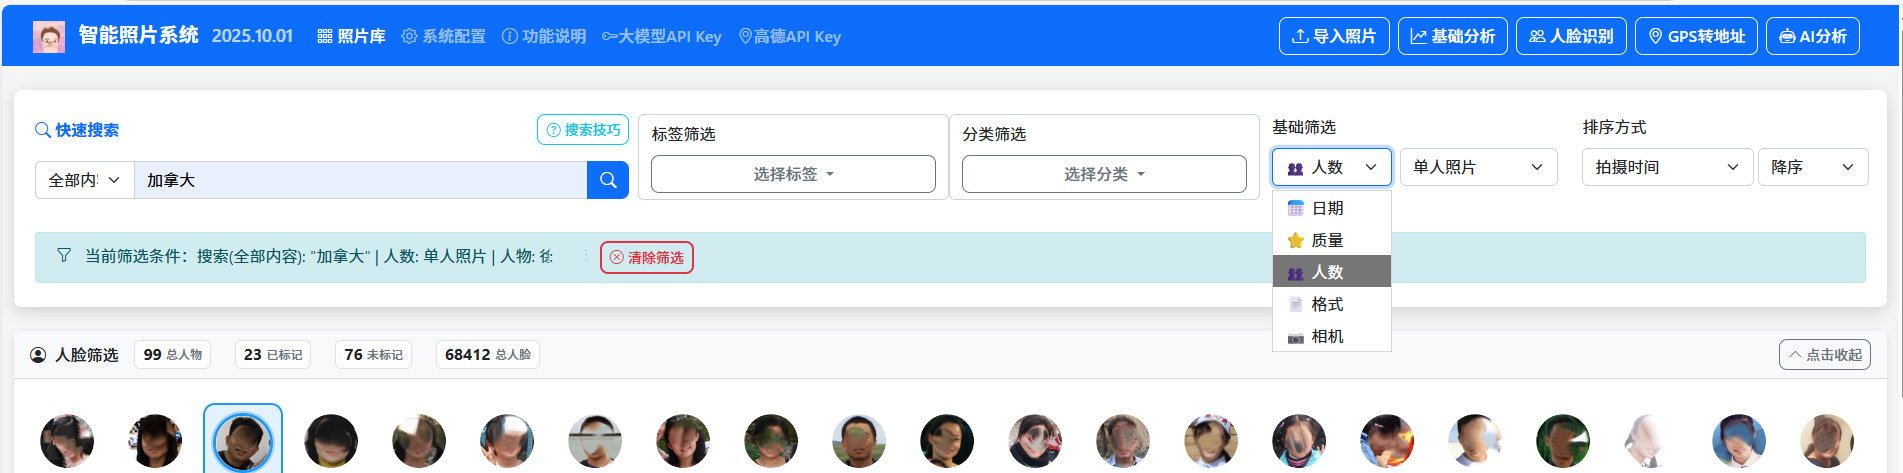 智能照片系统 2025.10.01 照片库 系统配置 功能说明 大模型API Key 高德API Key 导入照片 基础分析 人脸识别 GPS转地址 AI分析
快速搜索 搜索技巧
全部内 加拿大
标签筛选
选择标签
分类筛选
选择分类
基础筛选
人数 单人照片
日期
质量
人数
格式
相机
排序方式
拍摄时间 降序
当前筛选条件：搜索(全部内容): "加拿大" | 人数: 单人照片 | 人物: 清除筛选
人脸筛选 99 总人物 23 已标记 76 未标记 68412 总人脸 点击收起